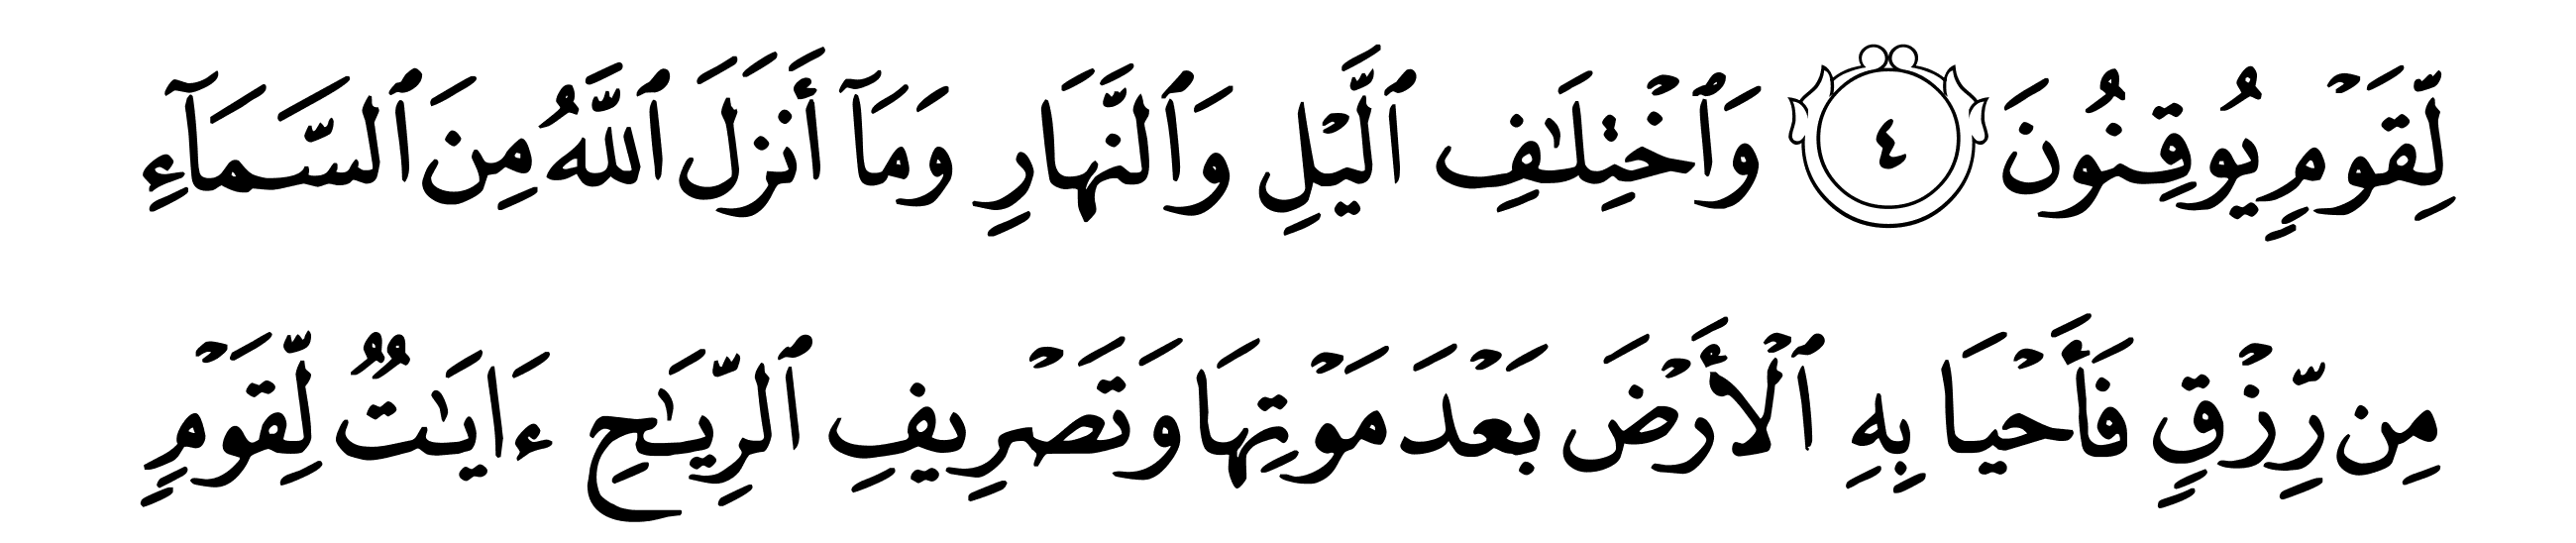 لِّقَوْمٍ يُوقِنُونَ ٤ وَٱخْتِلَٰفِ ٱلَّيْلِ وَٱلنَّهَارِ وَمَآ أَنزَلَ ٱللَّهُ مِنَ ٱلسَّمَآءِ
مِن رِّزْقٍ فَأَحْيَا بِهِ ٱلْأَرْضَ بَعْدَ مَوْتِهَا وَتَصْرِيفِ ٱلرِّيَٰحِ ءَايَٰتٌ لِّقَوْمٍ